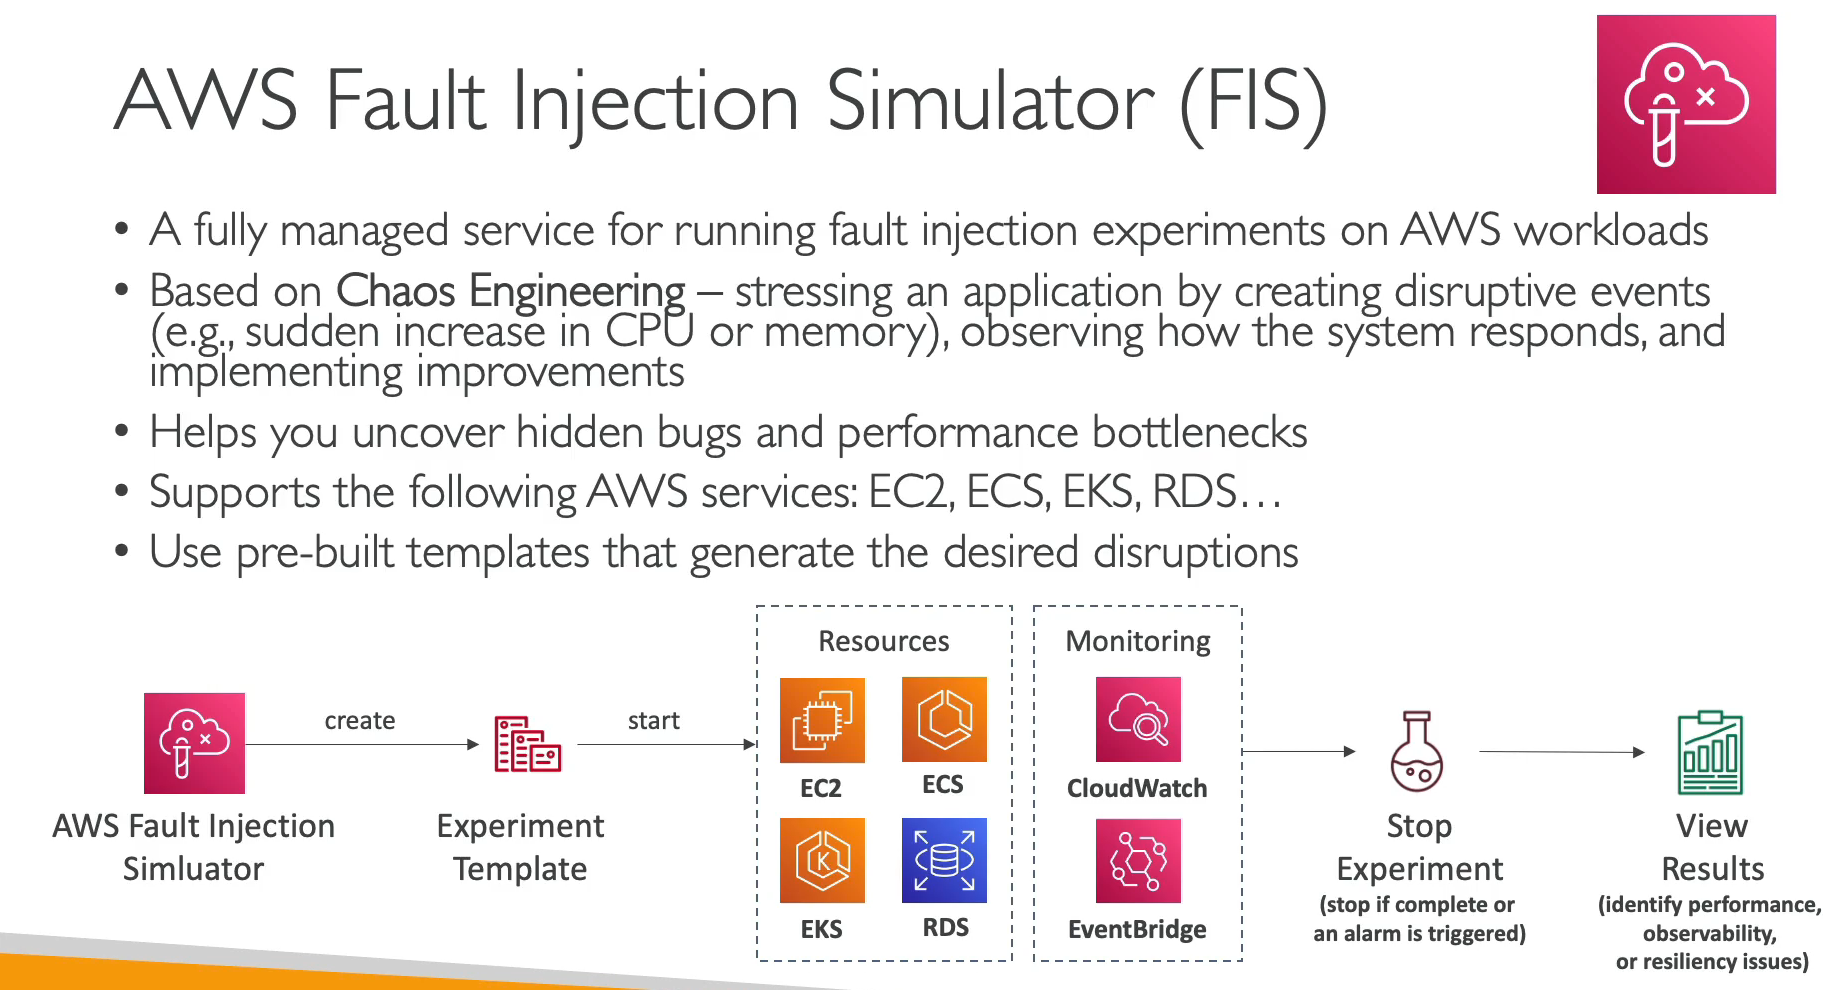 AWS Fault Injection Simulator (FIS)
• A fully managed service for running fault injection experiments on AWS workloads
• Based on Chaos Engineering – stressing an application by creating disruptive events
(e.g., sudden increase in CPU or memory), observing how the system responds, and
implementing improvements
• Helps you uncover hidden bugs and performance bottlenecks
• Supports the following AWS services: EC2, ECS, EKS, RDS…
• Use pre-built templates that generate the desired disruptions
AWS Fault Injection
Simluator
create
Experiment
Template
start
Resources
EC2
ECS
K
EKS
RDS
Monitoring
CloudWatch
EventBridge
Stop
Experiment
(stop if complete or
an alarm is triggered)
View
Results
(identify performance,
observability,
or resiliency issues)